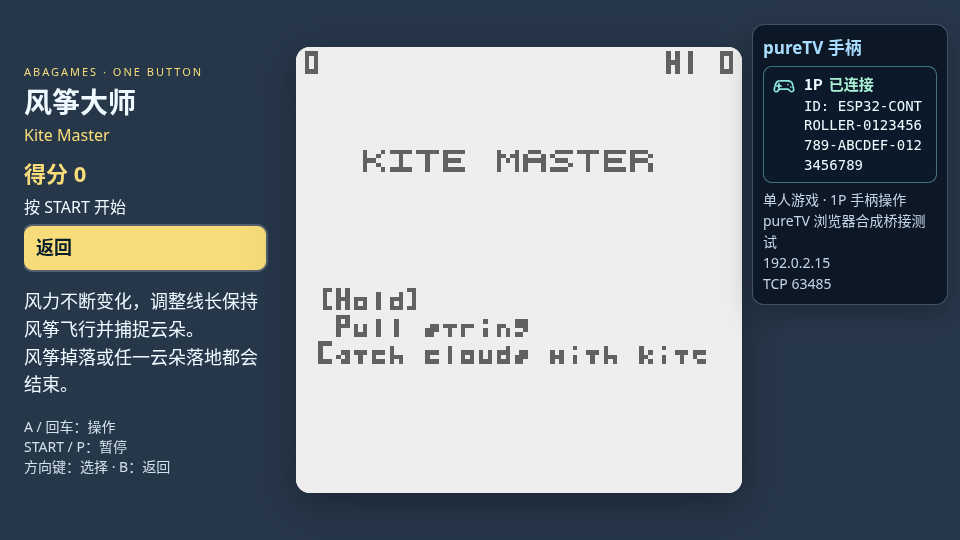 ABAGAMES · ONE BUTTON
风筝大师
Kite Master
得分 0
按 START 开始
返回
风力不断变化，调整线长保持
风筝飞行并捕捉云朵。
风筝掉落或任一云朵落地都会
结束。
A / 回车：操作
START / P：暂停
方向键：选择 · B：返回
0
HI 0
KITE MASTER
[Hold]
Pull string
Catch clouds with kite
pureTV 手柄
1P 已连接
ID: ESP32-CONT
ROLLER-0123456
789-ABCDEF-012
3456789
单人游戏 · 1P 手柄操作
pureTV 浏览器合成桥接测
试
192.0.2.15
TCP 63485